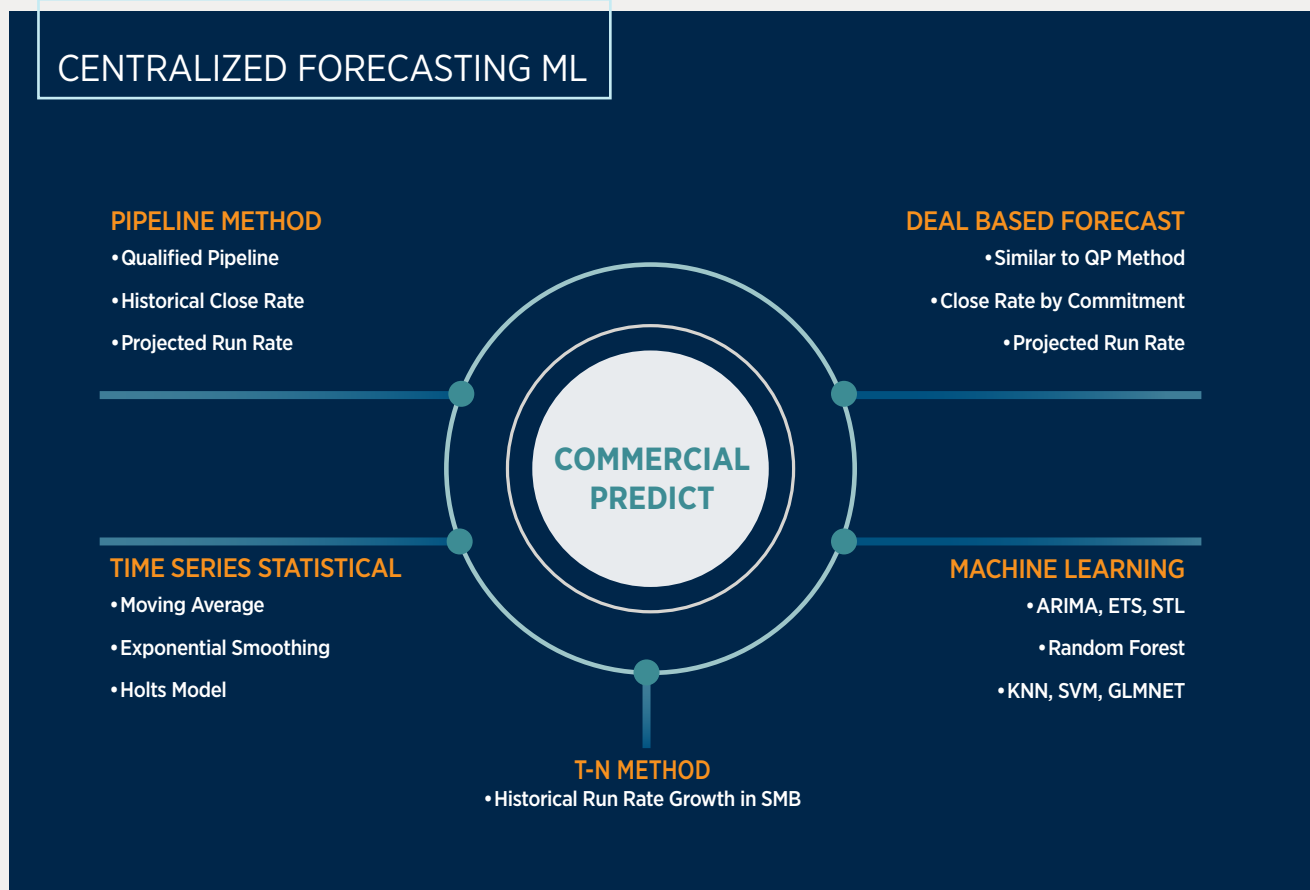 CENTRALIZED FORECASTING ML
PIPELINE METHOD
•Qualified Pipeline
•Historical Close Rate
•Projected Run Rate
DEAL BASED FORECAST
•Similar to QP Method
•Close Rate by Commitment
•Projected Run Rate
COMMERCIAL
PREDICT
TIME SERIES STATISTICAL
•Moving Average
•Exponential Smoothing
•Holts Model
MACHINE LEARNING
•ARIMA, ETS, STL
•Random Forest
•KNN, SVM, GLMNET
T-N METHOD
•Historical Run Rate Growth in SMB